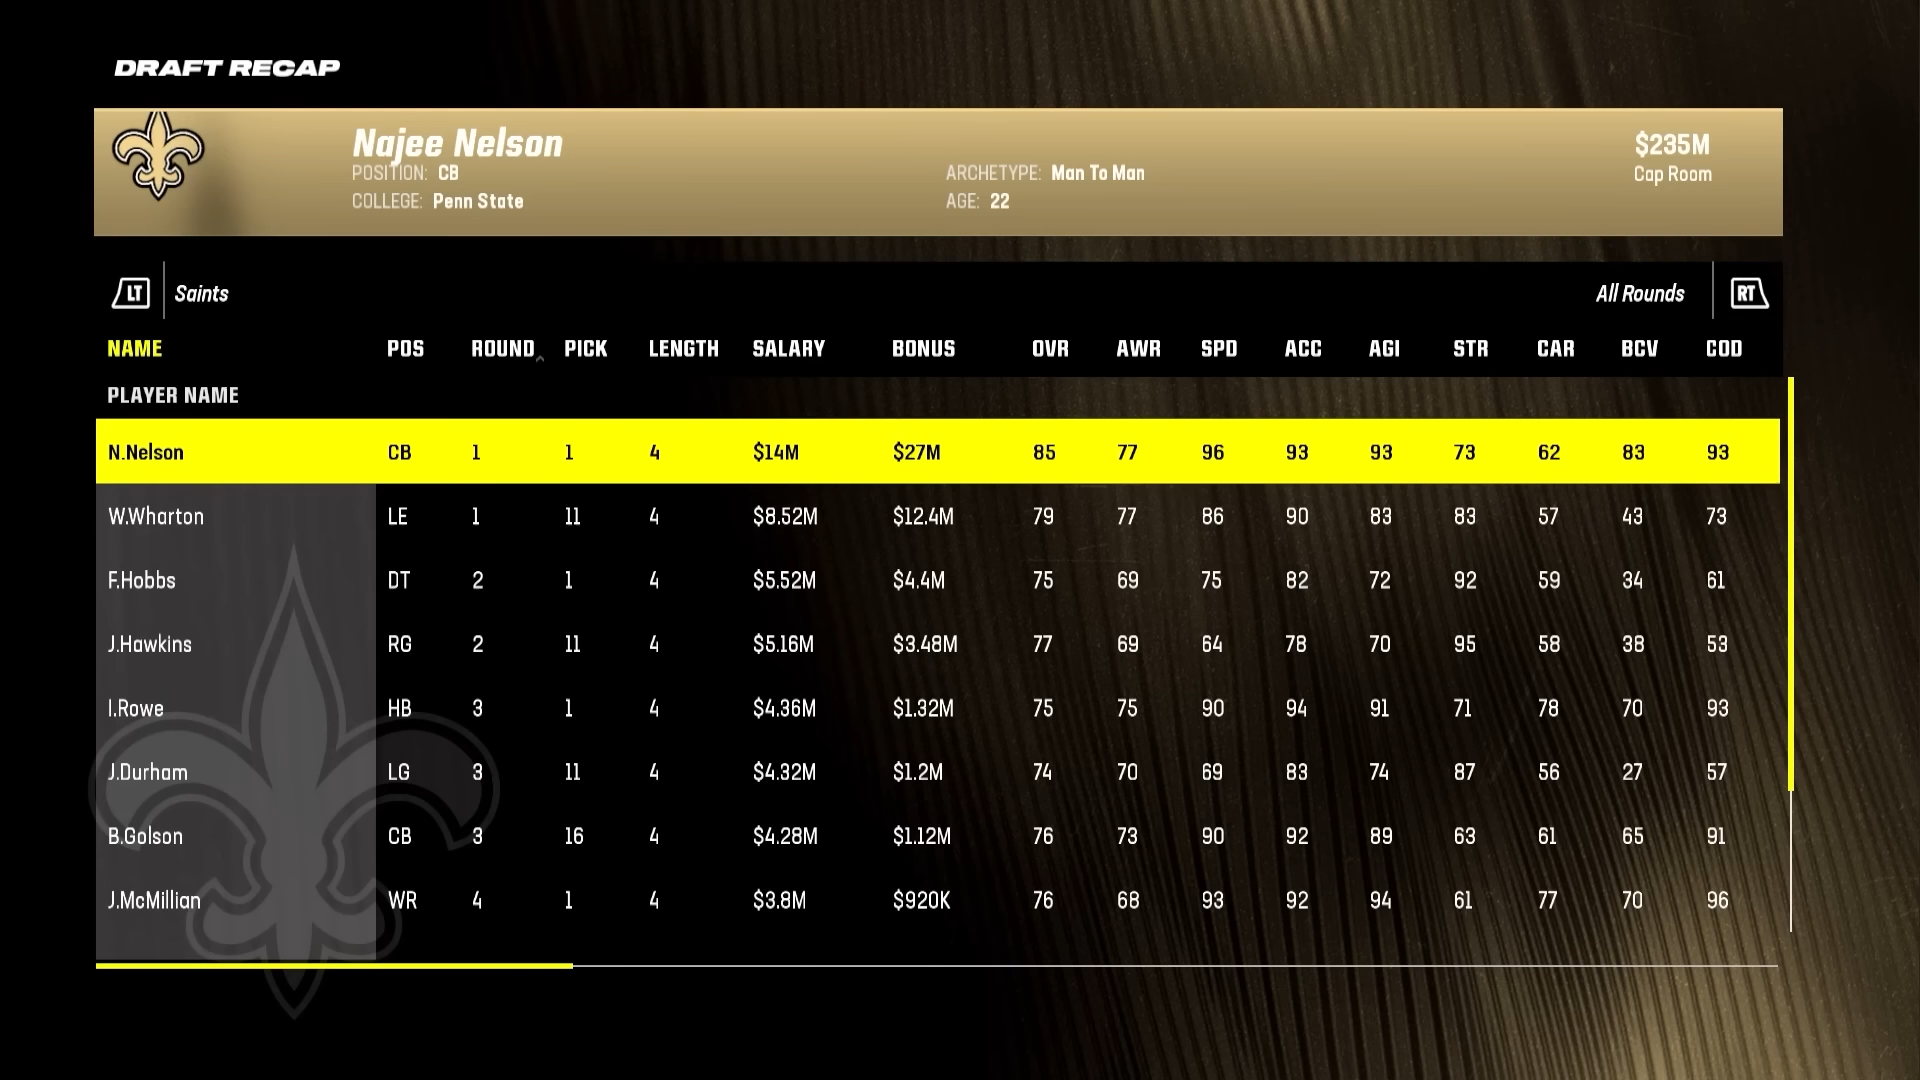 DRAFT RECAP
Najee Nelson
POSITION: CB
COLLEGE: Penn State
ARCHETYPE: Man To Man
AGE: 22
$235M
Cap Room
LT Saints All Rounds RT
NAME POS ROUND PICK LENGTH SALARY BONUS OVR AWR SPD ACC AGI STR CAR BCV COD
PLAYER NAME
N.Nelson CB 1 1 4 $14M $27M 85 77 96 93 93 73 62 83 93
W.Wharton LE 1 11 4 $8.52M $12.4M 79 77 86 90 83 83 57 43 73
F.Hobbs DT 2 1 4 $5.52M $4.4M 75 69 75 82 72 92 59 34 61
J.Hawkins RG 2 11 4 $5.16M $3.48M 77 69 64 78 70 95 58 38 53
I.Rowe HB 3 1 4 $4.36M $1.32M 75 75 90 94 91 71 78 70 93
J.Durham LG 3 11 4 $4.32M $1.2M 74 70 69 83 74 87 56 27 57
B.Golson CB 3 16 4 $4.28M $1.12M 76 73 90 92 89 63 61 65 91
J.McMillian WR 4 1 4 $3.8M $920K 76 68 93 92 94 61 77 70 96